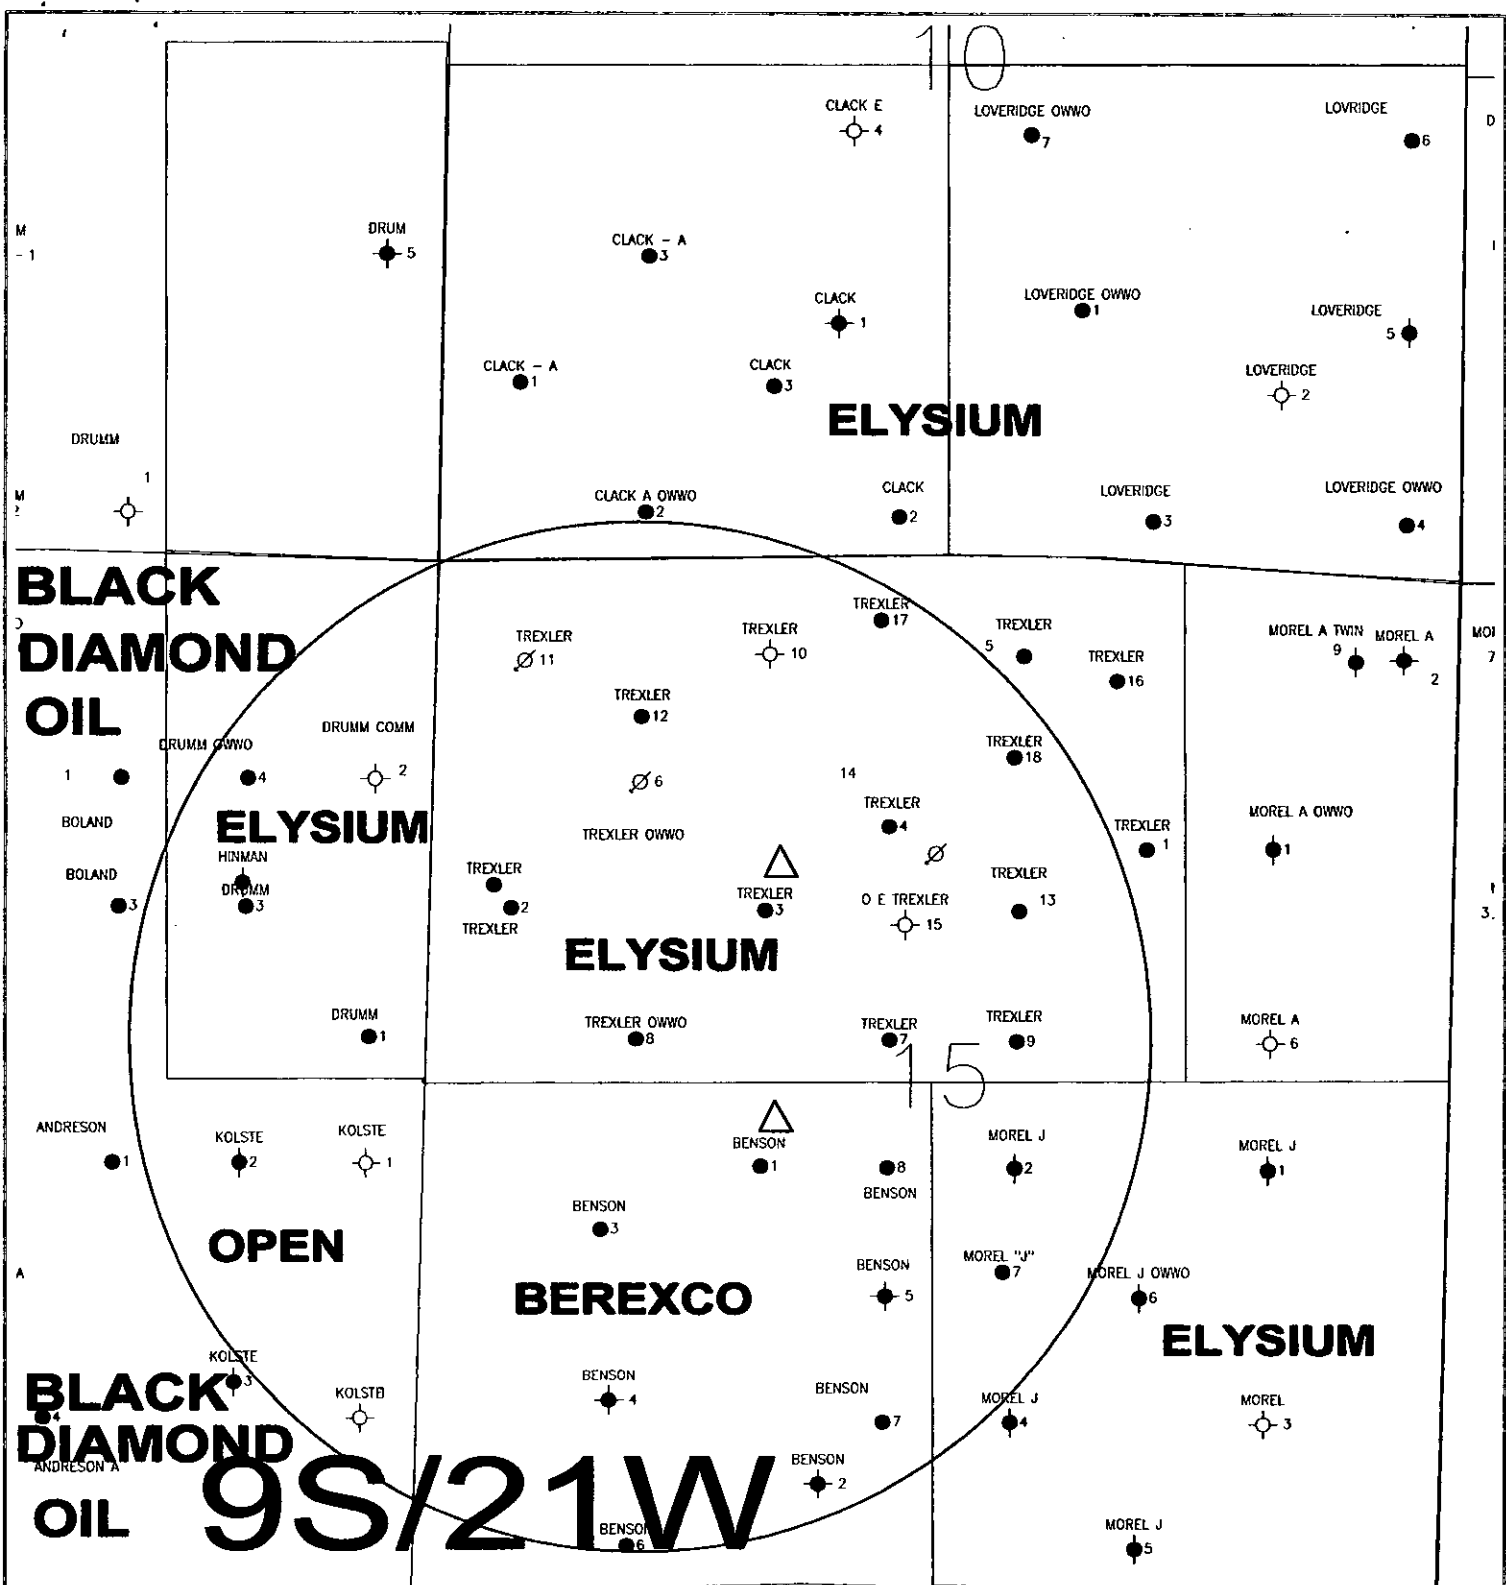 10
CLACK E
4
LOVERIDGE OWWO
7
LOVRIDGE
6
D
M
- 1
DRUM
5
CLACK - A
3
I
CLACK
1
LOVERIDGE OWWO
1
LOVERIDGE
5
CLACK - A
1
CLACK
3
LOVERIDGE
2
ELYSIUM
DRUMM
1
M
2
CLACK A OWWO
2
CLACK
2
LOVERIDGE
3
LOVERIDGE OWWO
4
BLACK
DIAMOND
OIL
TREXLER
11
TREXLER
10
TREXLER
17
TREXLER
5
TREXLER
16
MOREL A TWIN
9
MOREL A
2
MOI
7
TREXLER
12
DRUMM COMM
2
DRUMM OWWO
4
1
BOLAND
6
TREXLER OWWO
14
TREXLER
4
TREXLER
18
TREXLER
1
MOREL A OWWO
1
ELYSIUM
HINMAN
DRUMM
3
BOLAND
3
TREXLER
2
TREXLER
TREXLER
3
O E TREXLER
15
TREXLER
13
3.
ELYSIUM
DRUMM
1
TREXLER OWWO
8
TREXLER
7
TREXLER
9
MOREL A
6
15
ANDRESON
1
KOLSTE
2
KOLSTE
1
BENSON
1
8
BENSON
MOREL J
2
MOREL J
1
BENSON
3
OPEN
A
BEREXCO
BENSON
5
MOREL "J"
7
MOREL J OWWO
6
ELYSIUM
KOLSTE
3
BLACK
DIAMOND
OIL
4
ANDRESON A
KOLSTE
BENSON
4
BENSON
7
MOREL J
4
MOREL
3
9S/21W
BENSON
2
BENSON
6
MOREL J
5